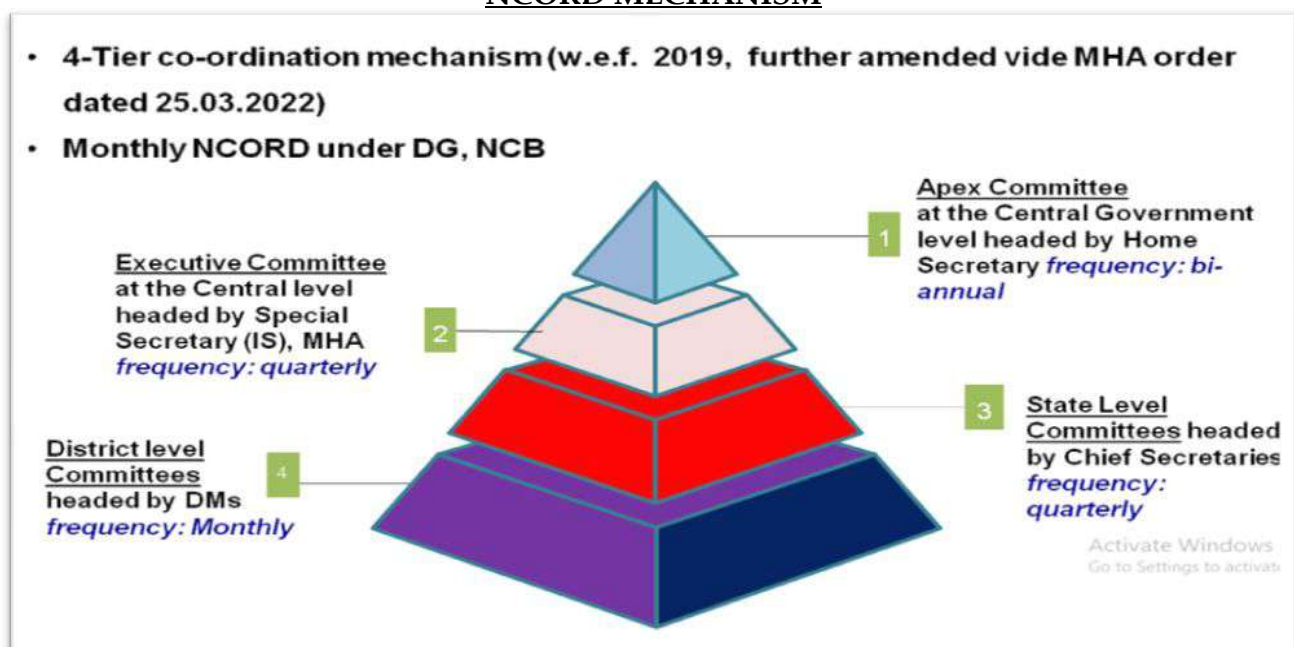 NCORD MECHANISM
• 4-Tier co-ordination mechanism (w.e.f. 2019, further amended vide MHA order
dated 25.03.2022)
• Monthly NCORD under DG, NCB
1
Apex Committee
at the Central Government
level headed by Home
Secretary frequency: bi-
annual
Executive Committee
at the Central level
headed by Special
Secretary (IS), MHA
frequency: quarterly
2
3
State Level
Committees headed
by Chief Secretaries
frequency:
quarterly
District level
Committees
headed by DMs
frequency: Monthly
4
Activate Windows
Go to Settings to activate